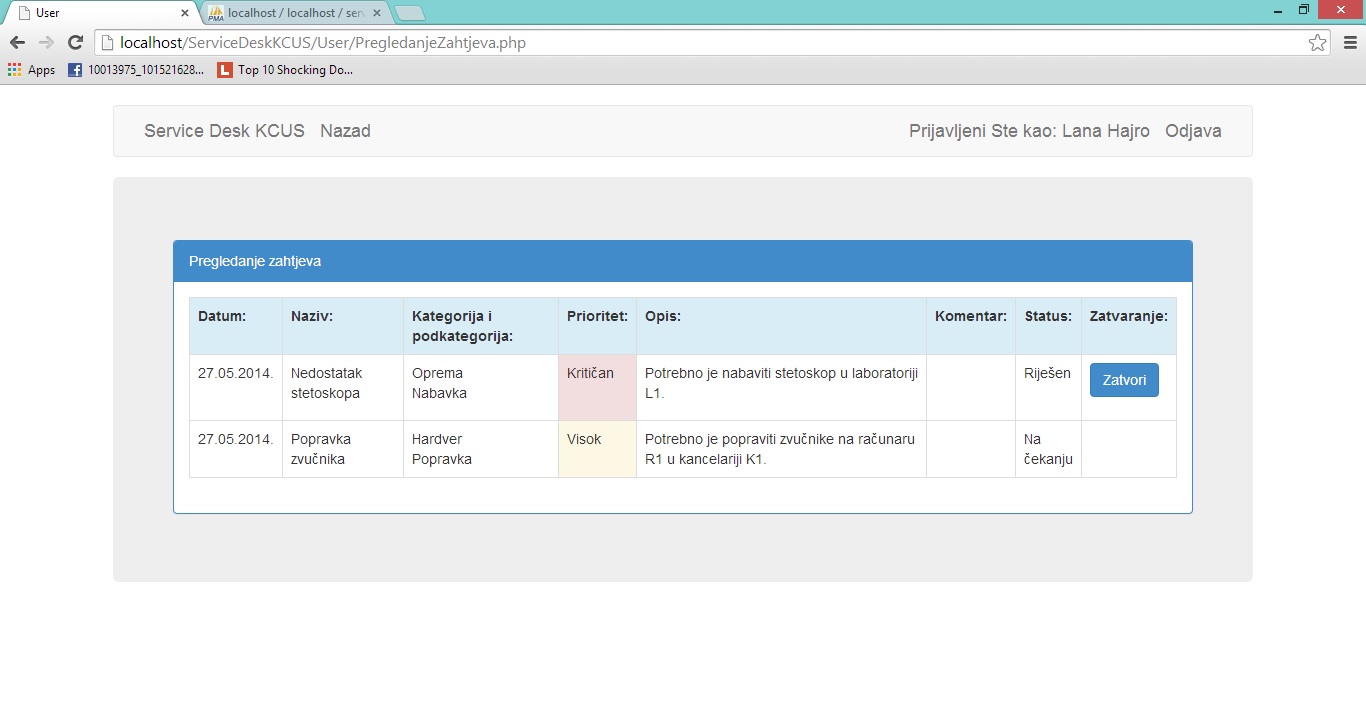 User
localhost / localhost / serv
localhost/ServiceDeskKCUS/User/PregledanjeZahtjeva.php
Apps 10013975_101521628... Top 10 Shocking Do...
Service Desk KCUS Nazad Prijavljeni Ste kao: Lana Hajro Odjava
Pregledanje zahtjeva
Datum: Naziv: Kategorija i podkategorija: Prioritet: Opis: Komentar: Status: Zatvaranje:
27.05.2014. Nedostatak stetoskopa Oprema Nabavka Kritičan Potrebno je nabaviti stetoskop u laboratoriji L1. Riješen Zatvori
27.05.2014. Popravka zvučnika Hardver Popravka Visok Potrebno je popraviti zvučnike na računaru R1 u kancelariji K1. Na čekanju